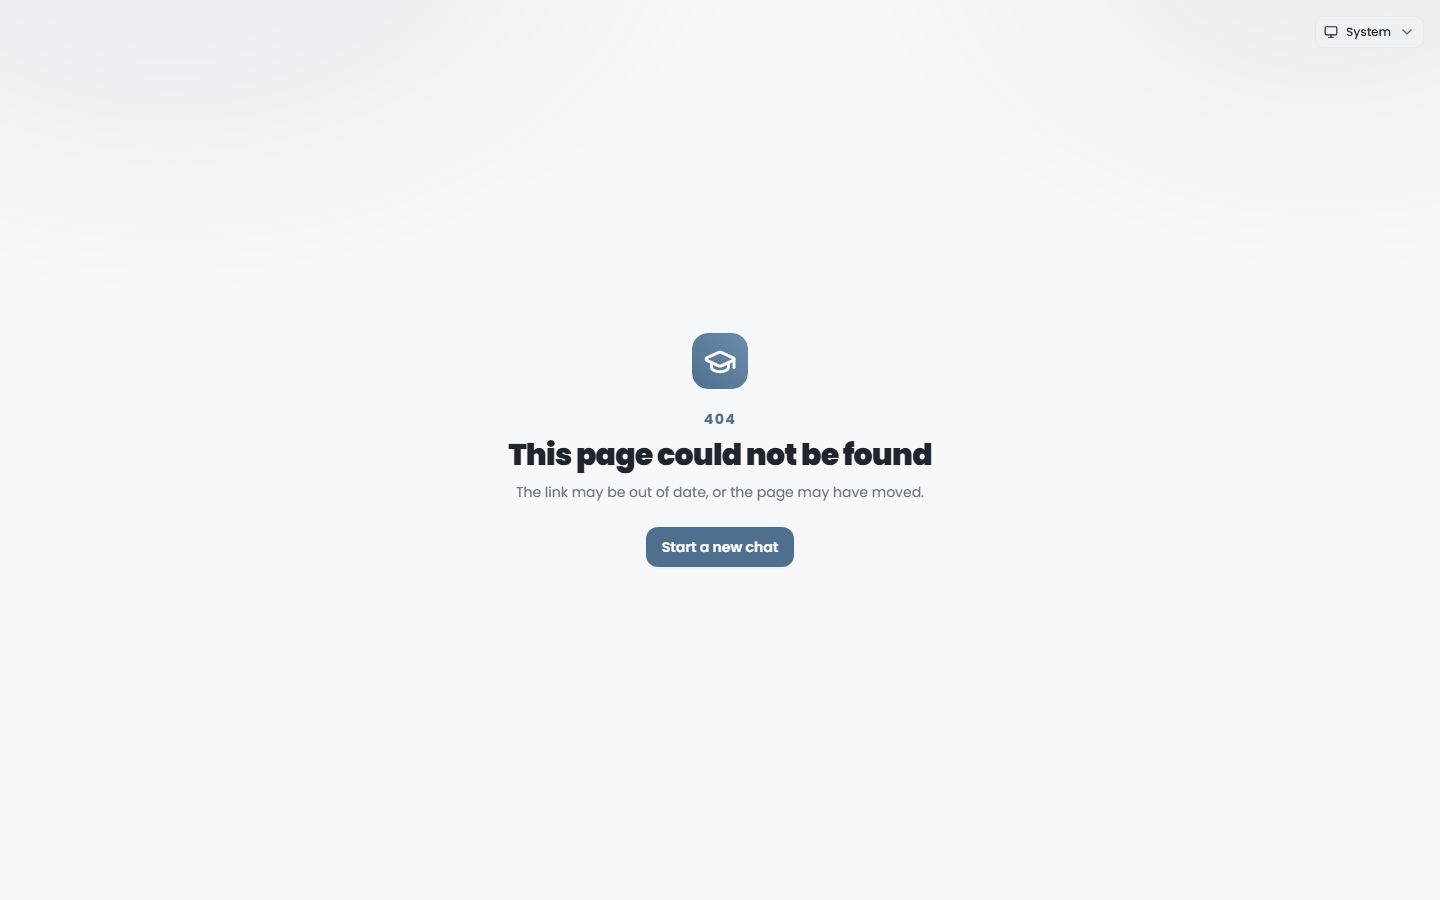 System
404
This page could not be found
The link may be out of date, or the page may have moved.
Start a new chat